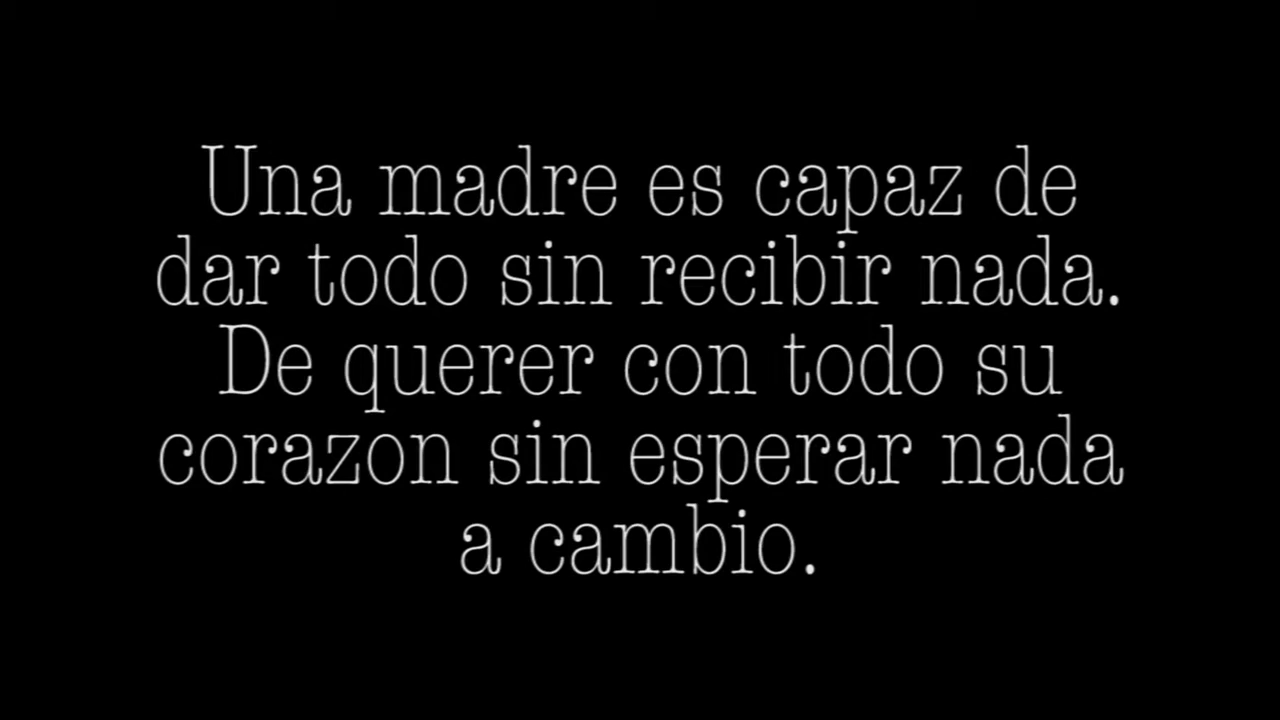 Una madre es capaz de
dar todo sin recibir nada.
De querer con todo su
corazon sin esperar nada
a cambio.